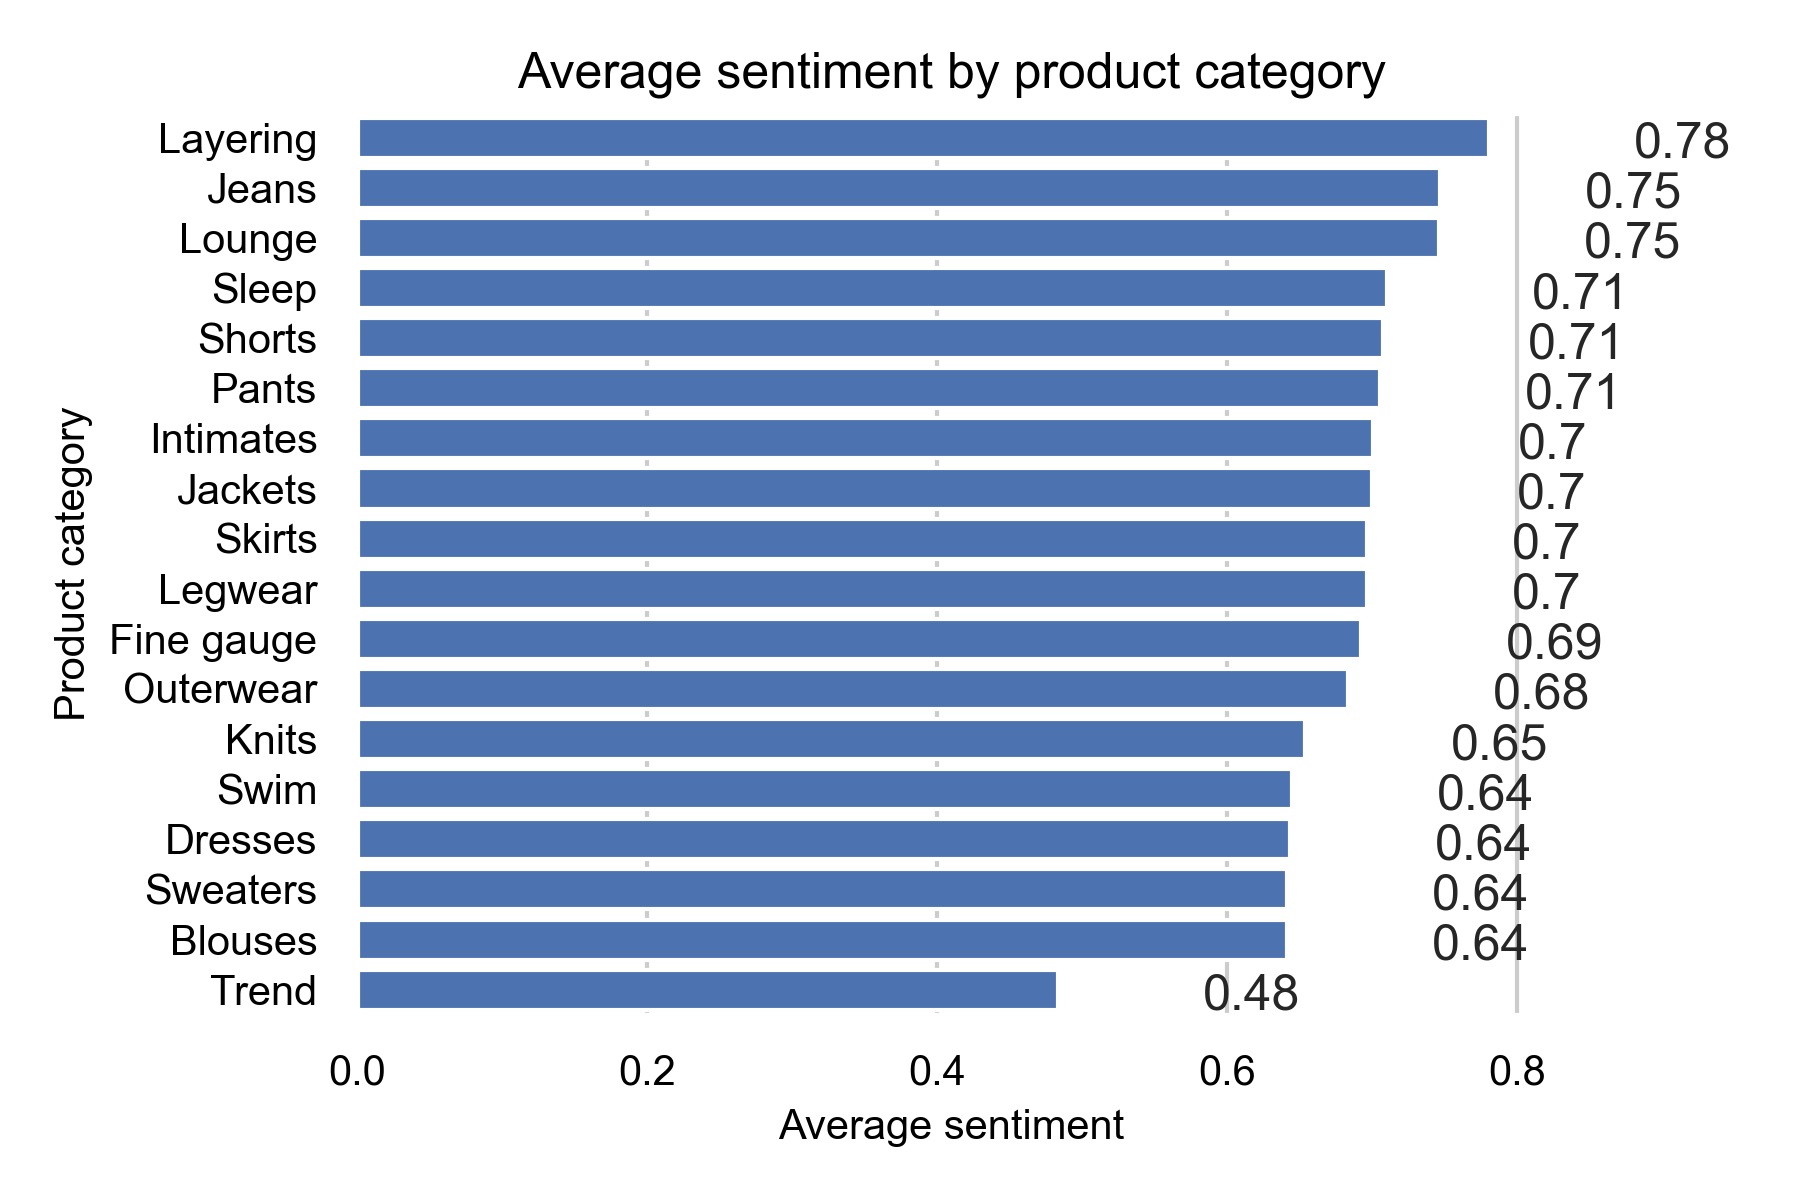 Average sentiment by product category
Product category
Layering 0.78
Jeans 0.75
Lounge 0.75
Sleep 0.71
Shorts 0.71
Pants 0.71
Intimates 0.7
Jackets 0.7
Skirts 0.7
Legwear 0.7
Fine gauge 0.69
Outerwear 0.68
Knits 0.65
Swim 0.64
Dresses 0.64
Sweaters 0.64
Blouses 0.64
Trend 0.48
0.0 0.2 0.4 0.6 0.8
Average sentiment